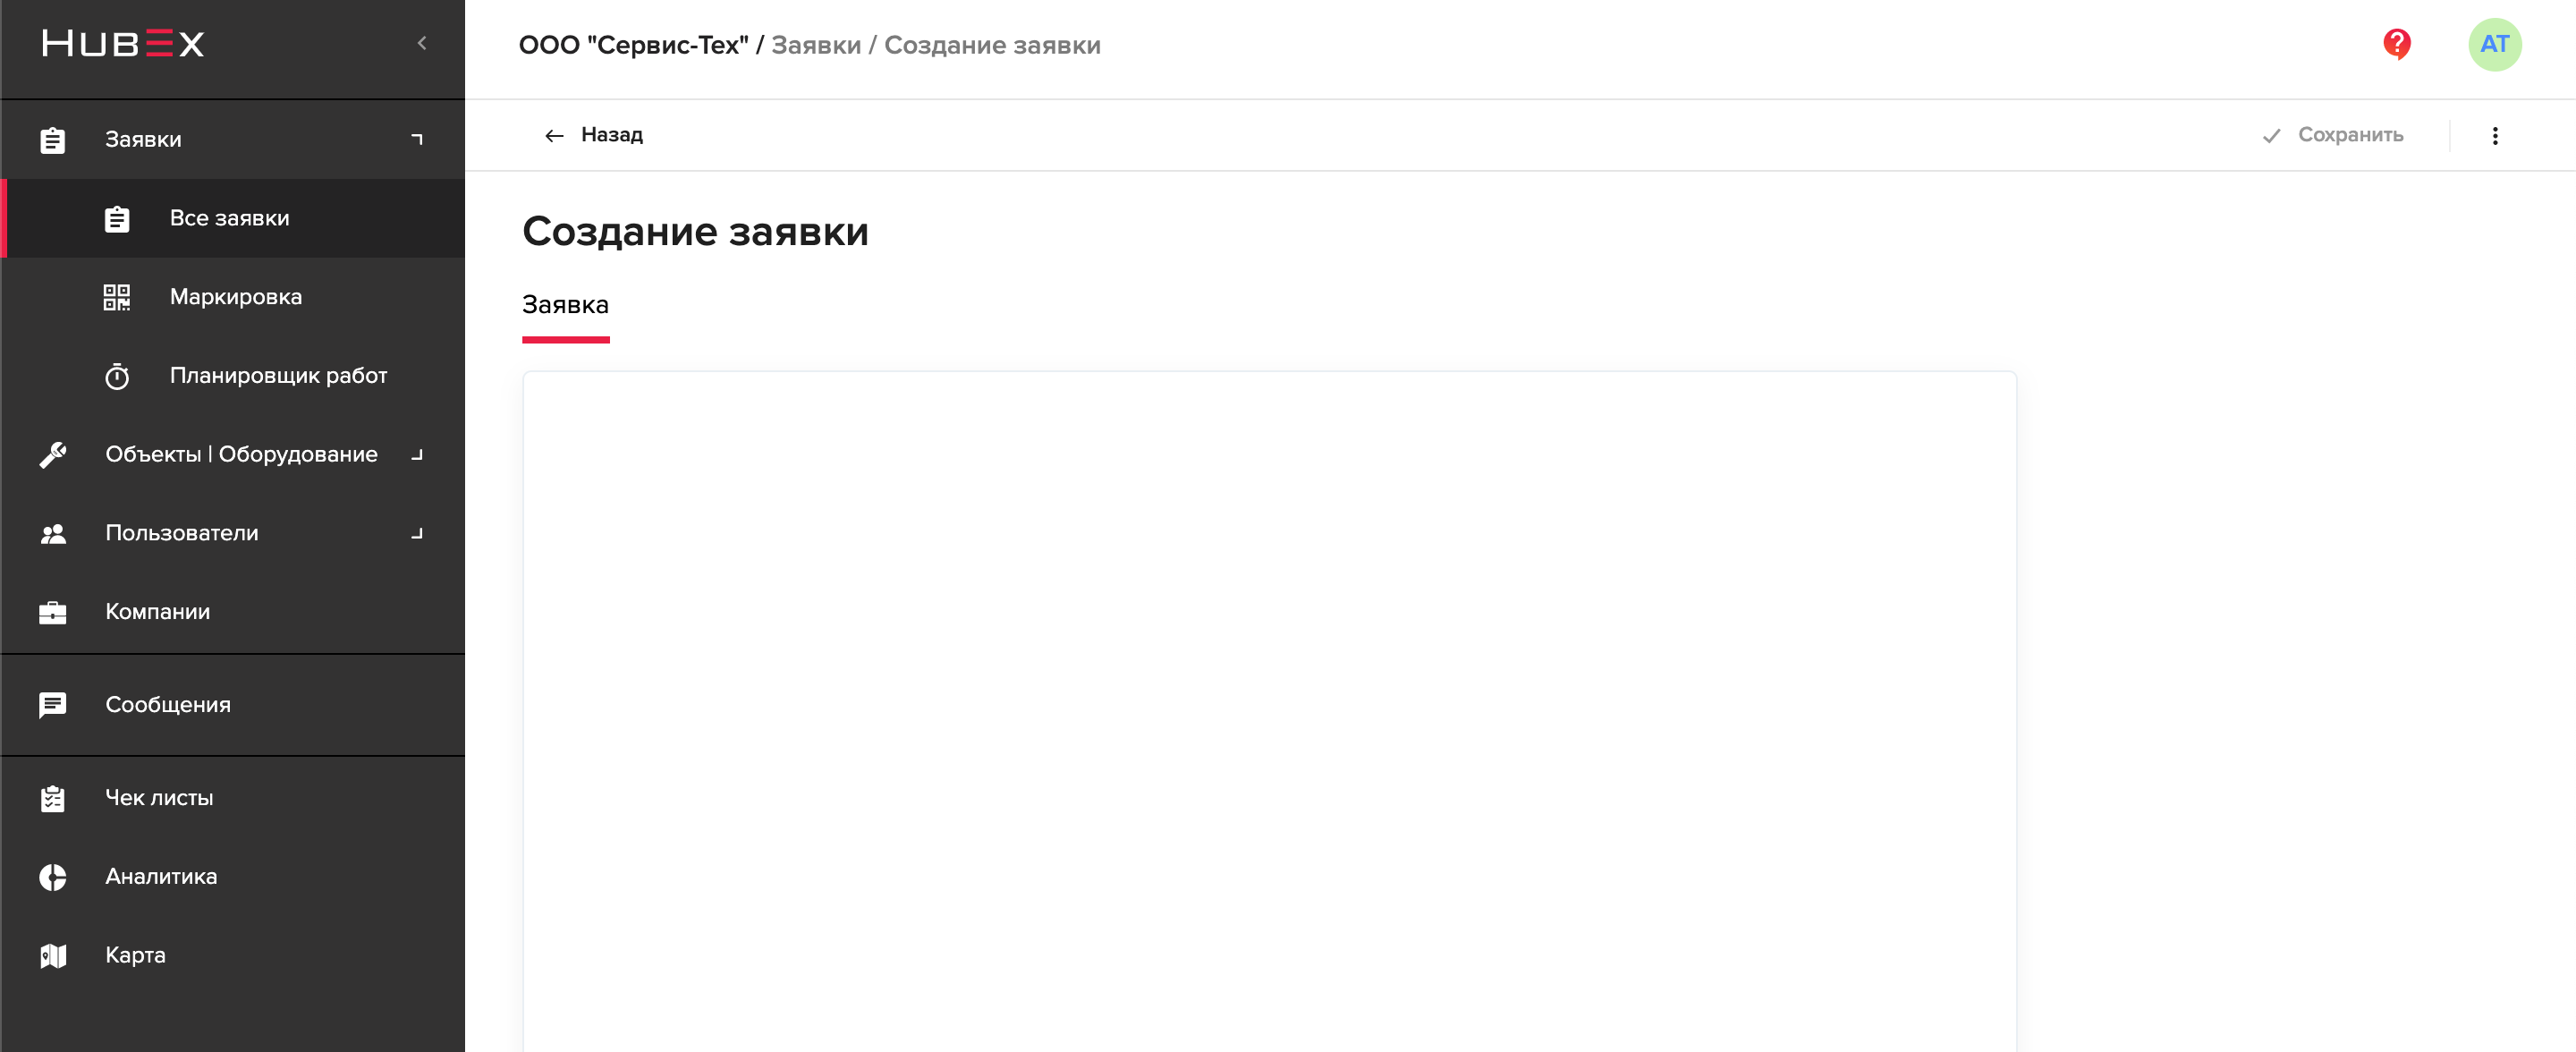 HUBEX
ООО "Сервис-Тех" / Заявки / Создание заявки
?
АТ
Заявки
Все заявки
Маркировка
Планировщик работ
Объекты | Оборудование
Пользователи
Компании
Сообщения
Чек листы
Аналитика
Карта
Назад
Сохранить
Создание заявки
Заявка